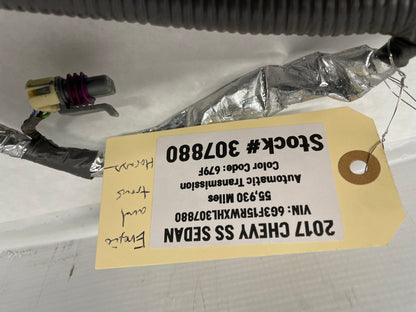 2017 CHEVY SS SEDAN
VIN: 6G3F15RWXHL307880
55,930 Miles
Automatic Transmission
Color Code: 679F
Stock# 307880
Engine
and
trans
Harness